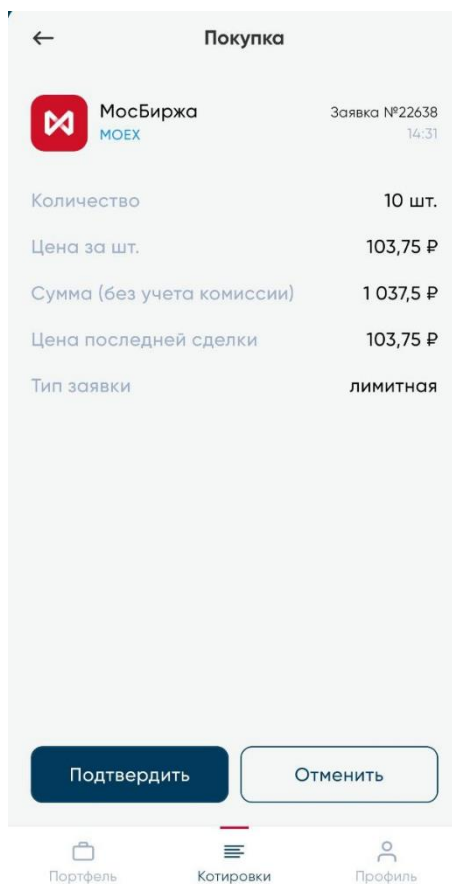 Покупка
МосБиржа Заявка №22638
MOEX 14:31
Количество 10 шт.
Цена за шт. 103,75 ₽
Сумма (без учета комиссии) 1 037,5 ₽
Цена последней сделки 103,75 ₽
Тип заявки лимитная
Подтвердить Отменить
Портфель Котировки Профиль